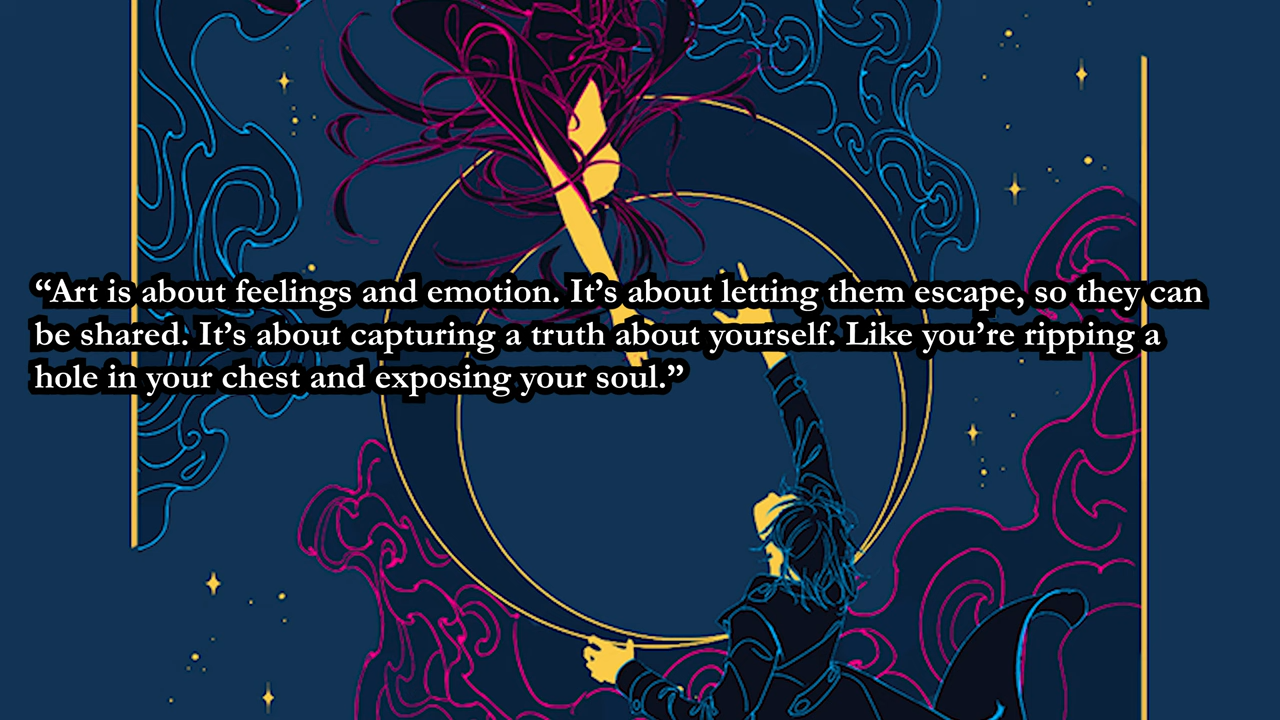 “Art is about feelings and emotion. It’s about letting them escape, so they can
be shared. It’s about capturing a truth about yourself. Like you’re ripping a
hole in your chest and exposing your soul.”